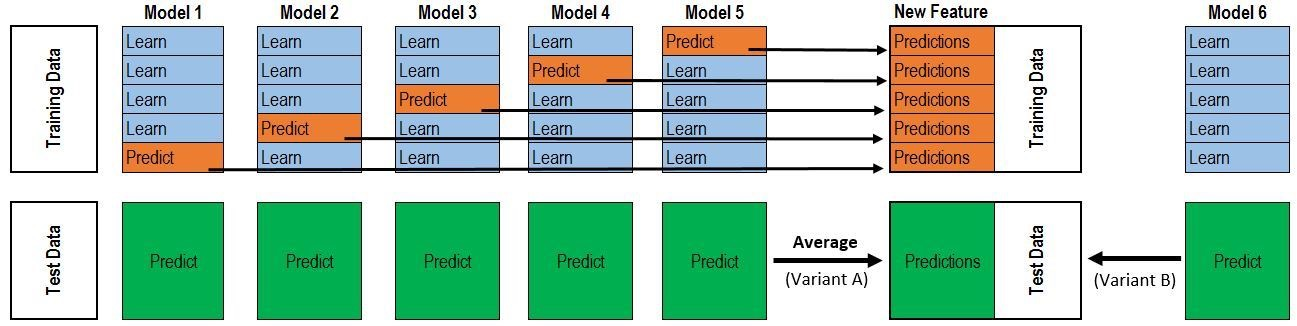 Model 1 Model 2 Model 3 Model 4 Model 5 New Feature Model 6
Training Data
Learn Learn Learn Learn Predict Predictions Learn
Learn Learn Learn Predict Learn Predictions Learn
Learn Learn Predict Learn Learn Predictions Learn
Learn Predict Learn Learn Learn Predictions Learn
Predict Learn Learn Learn Learn Predictions Learn
Training Data
Test Data
Predict Predict Predict Predict Predict
Average
(Variant A)
Predictions
Test Data
(Variant B)
Predict